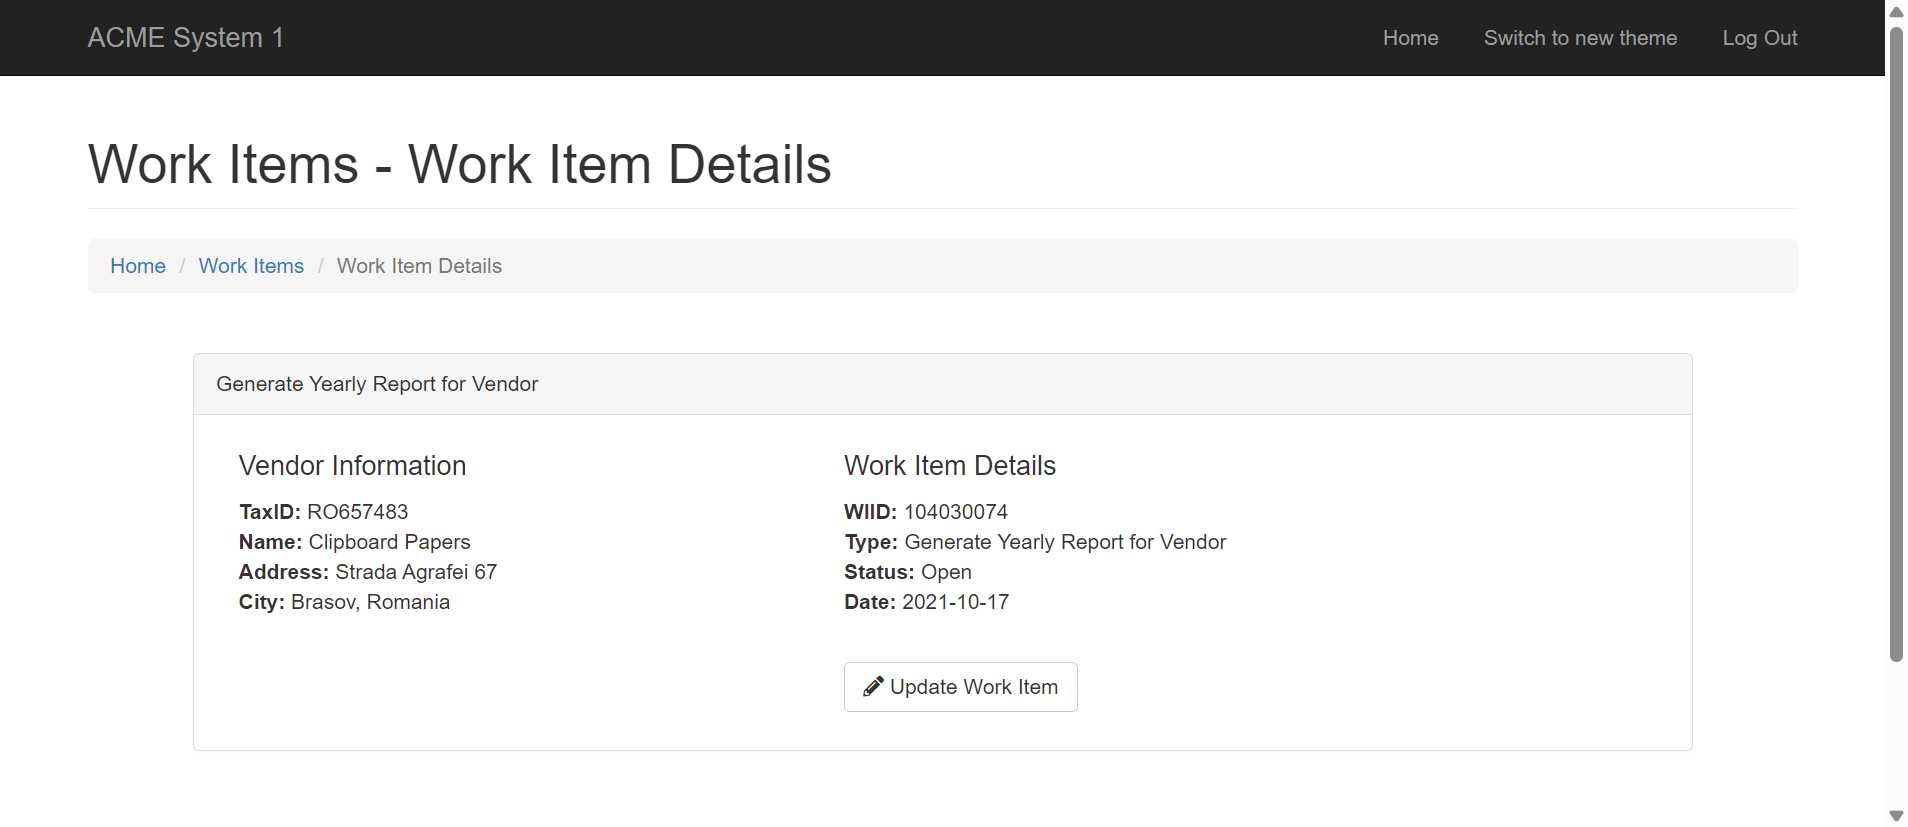 ACME System 1
Home
Switch to new theme
Log Out
Work Items - Work Item Details
Home / Work Items / Work Item Details
Generate Yearly Report for Vendor
Vendor Information
TaxID: RO657483
Name: Clipboard Papers
Address: Strada Agrafei 67
City: Brasov, Romania
Work Item Details
WIID: 104030074
Type: Generate Yearly Report for Vendor
Status: Open
Date: 2021-10-17
Update Work Item